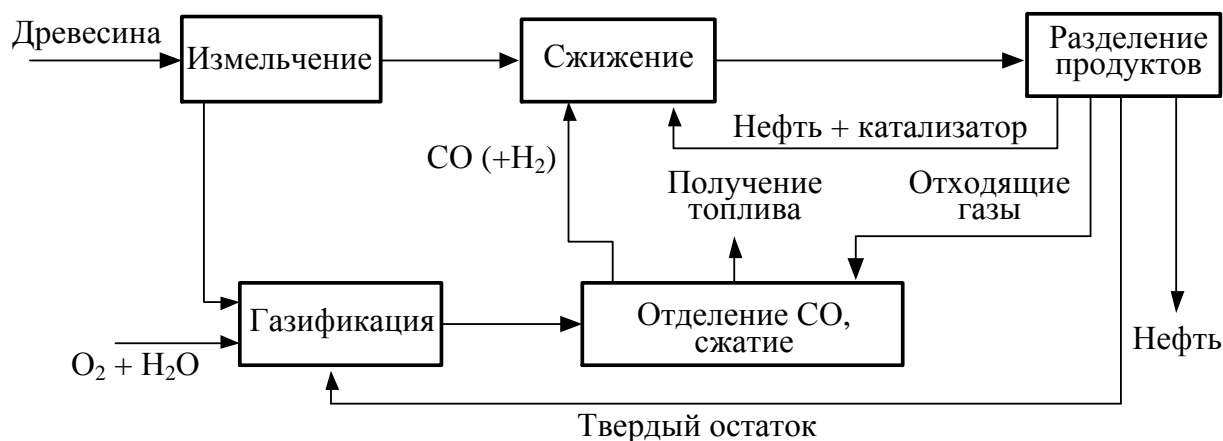 Древесина
Измельчение
Сжижение
Разделение
продуктов
Нефть + катализатор
CO (+H₂)
Получение
топлива
Отходящие
газы
Газификация
Отделение CO,
сжатие
O₂ + H₂O
Нефть
Твердый остаток